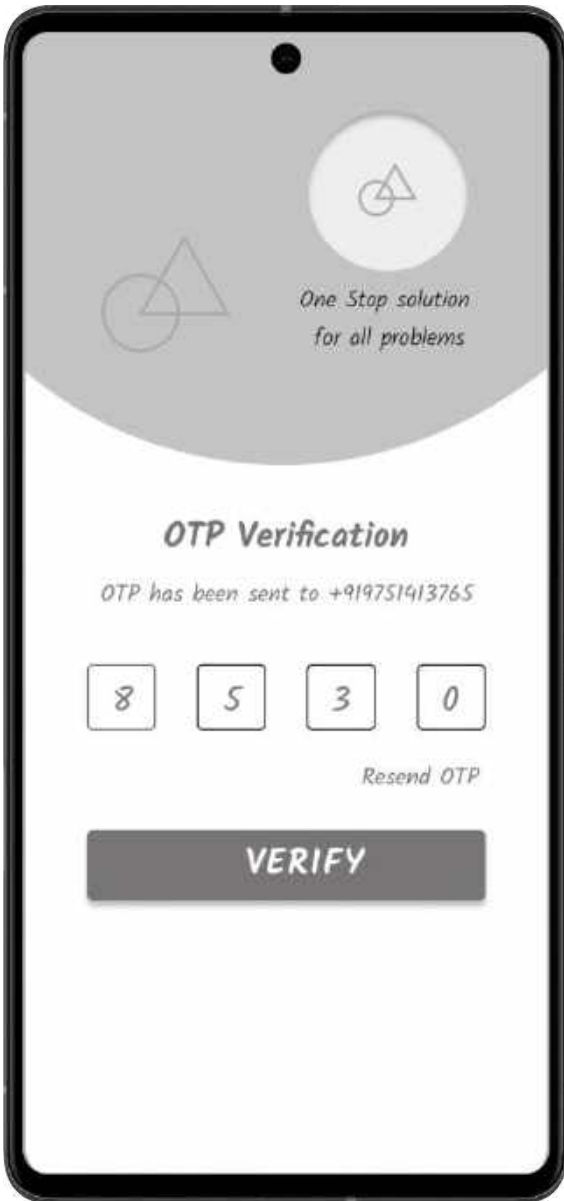 One Stop solution
for all problems
OTP Verification
OTP has been sent to +919751413765
8 5 3 0
Resend OTP
VERIFY